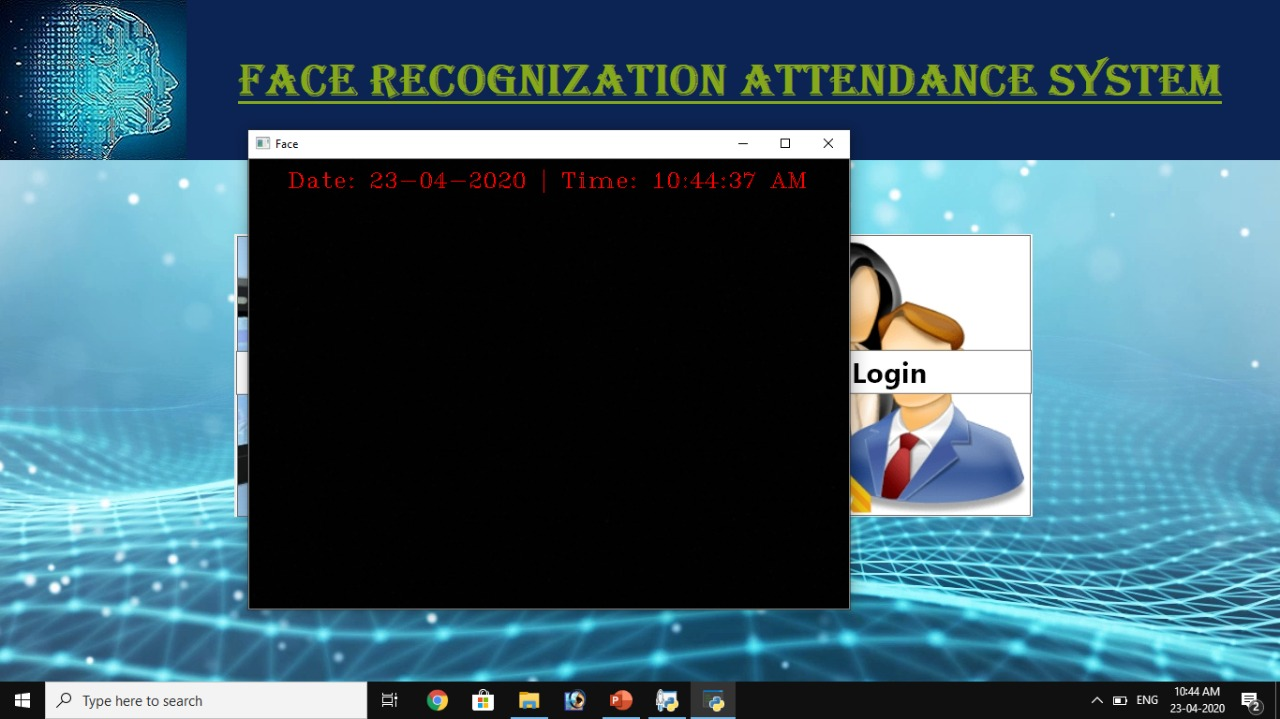 FACE RECOGNIZATION ATTENDANCE SYSTEM
Face
Date: 23-04-2020 | Time: 10:44:37 AM
Login
Type here to search
ENG
10:44 AM
23-04-2020
2